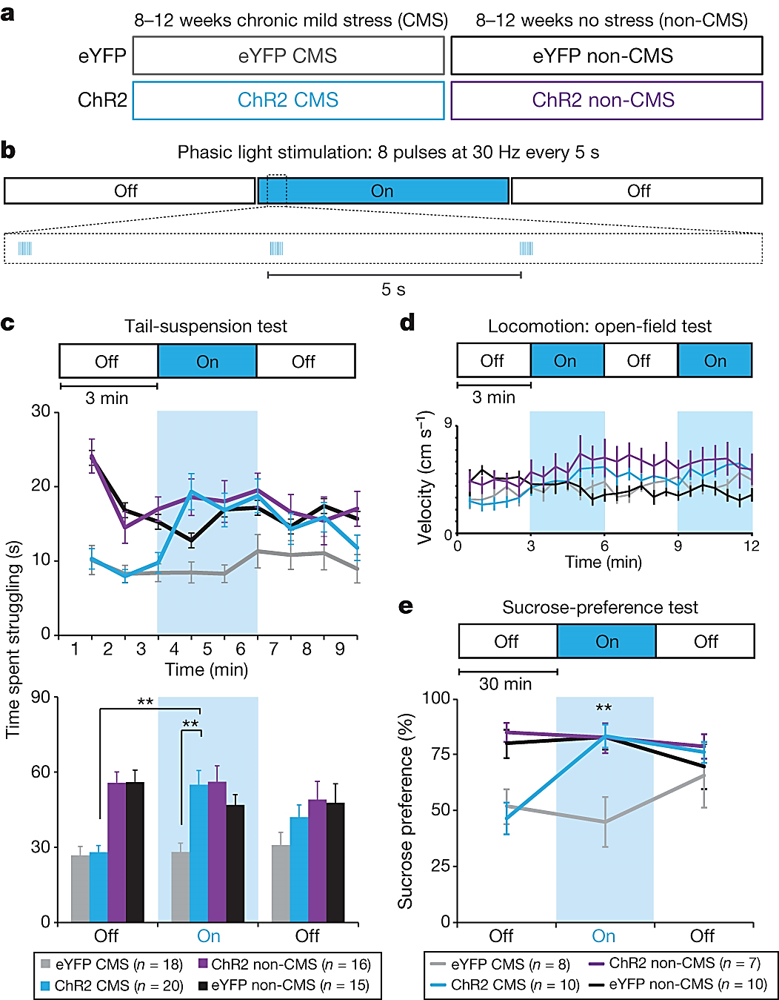 a
8–12 weeks chronic mild stress (CMS)
8–12 weeks no stress (non-CMS)
eYFP
eYFP CMS
eYFP non-CMS
ChR2
ChR2 CMS
ChR2 non-CMS
b
Phasic light stimulation: 8 pulses at 30 Hz every 5 s
Off
On
Off
5 s
c
Tail-suspension test
Off
On
Off
3 min
30
20
10
0
1 2 3 4 5 6 7 8 9
Time (min)
Time spent struggling (s)
90
60
30
0
**
**
Off
On
Off
eYFP CMS (n = 18)
ChR2 non-CMS (n = 16)
ChR2 CMS (n = 20)
eYFP non-CMS (n = 15)
d
Locomotion: open-field test
Off
On
Off
On
3 min
Velocity (cm s–1)
9
0
0 3 6 9 12
Time (min)
e
Sucrose-preference test
Off
On
Off
30 min
Sucrose preference (%)
100
75
50
25
0
**
Off
On
Off
eYFP CMS (n = 8)
ChR2 non-CMS (n = 7)
ChR2 CMS (n = 10)
eYFP non-CMS (n = 10)